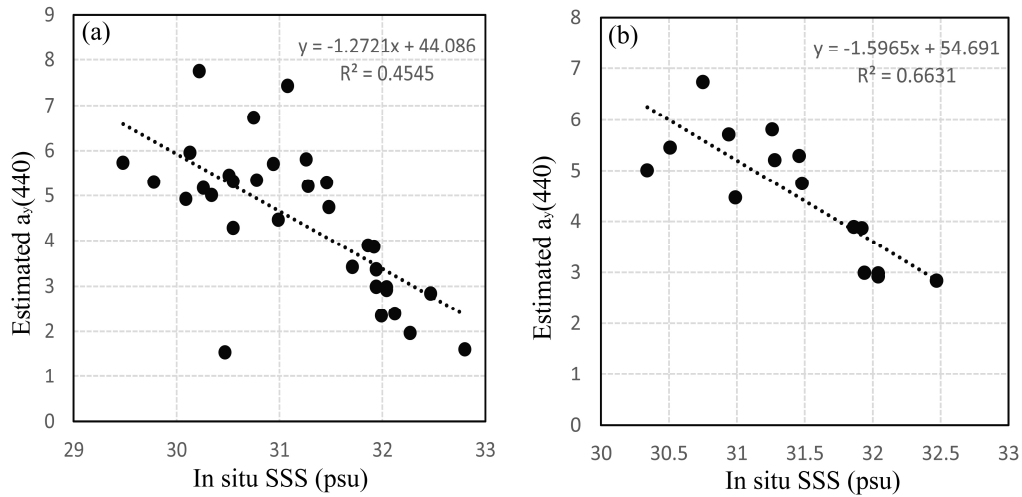 (a)
y = -1.2721x + 44.086
R² = 0.4545
Estimated aᵧ(440)
9
8
7
6
5
4
3
2
1
0
29 30 31 32 33
In situ SSS (psu)
(b)
y = -1.5965x + 54.691
R² = 0.6631
Estimated aᵧ(440)
8
7
6
5
4
3
2
1
0
30 30.5 31 31.5 32 32.5 33
In situ SSS (psu)